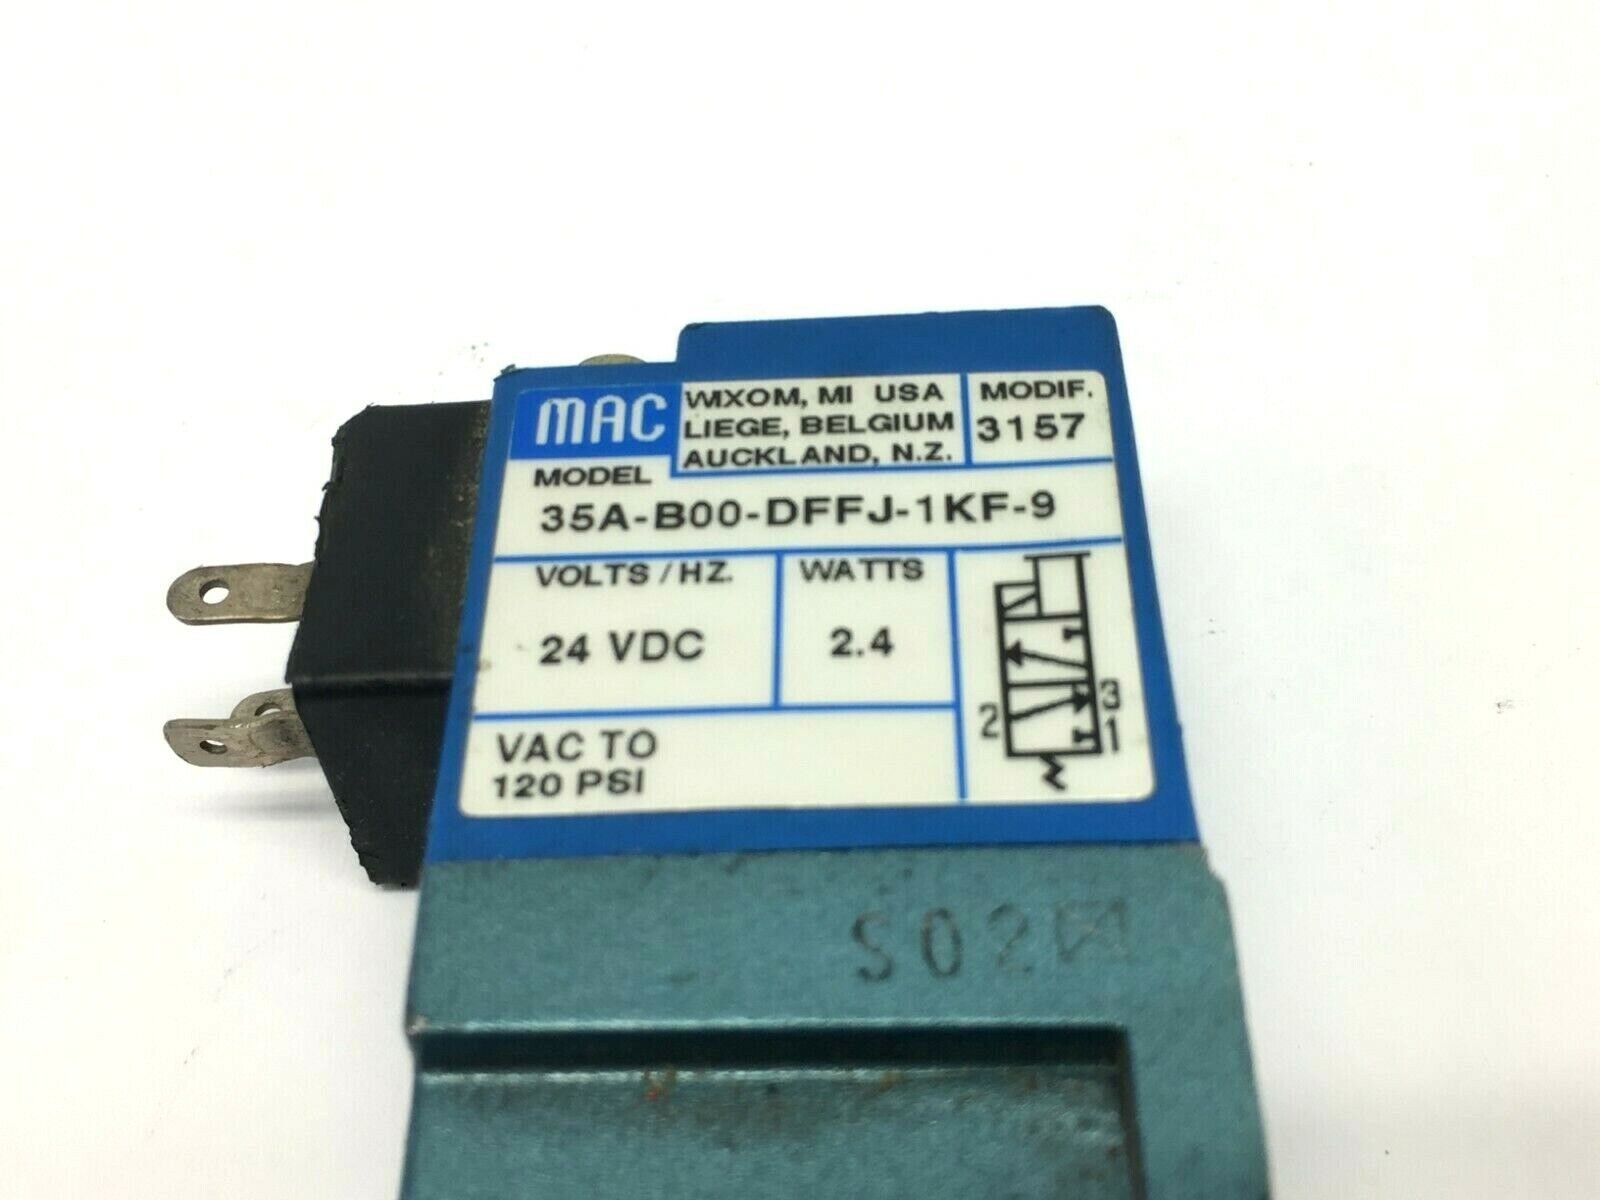 MAC
WIXOM, MI USA
LIEGE, BELGIUM
AUCKLAND, N.Z.
MODIF.
3157
MODEL
35A-B00-DFFJ-1KF-9
VOLTS/HZ.
24 VDC
WATTS
2.4
2
3
1
VAC TO
120 PSI
S02